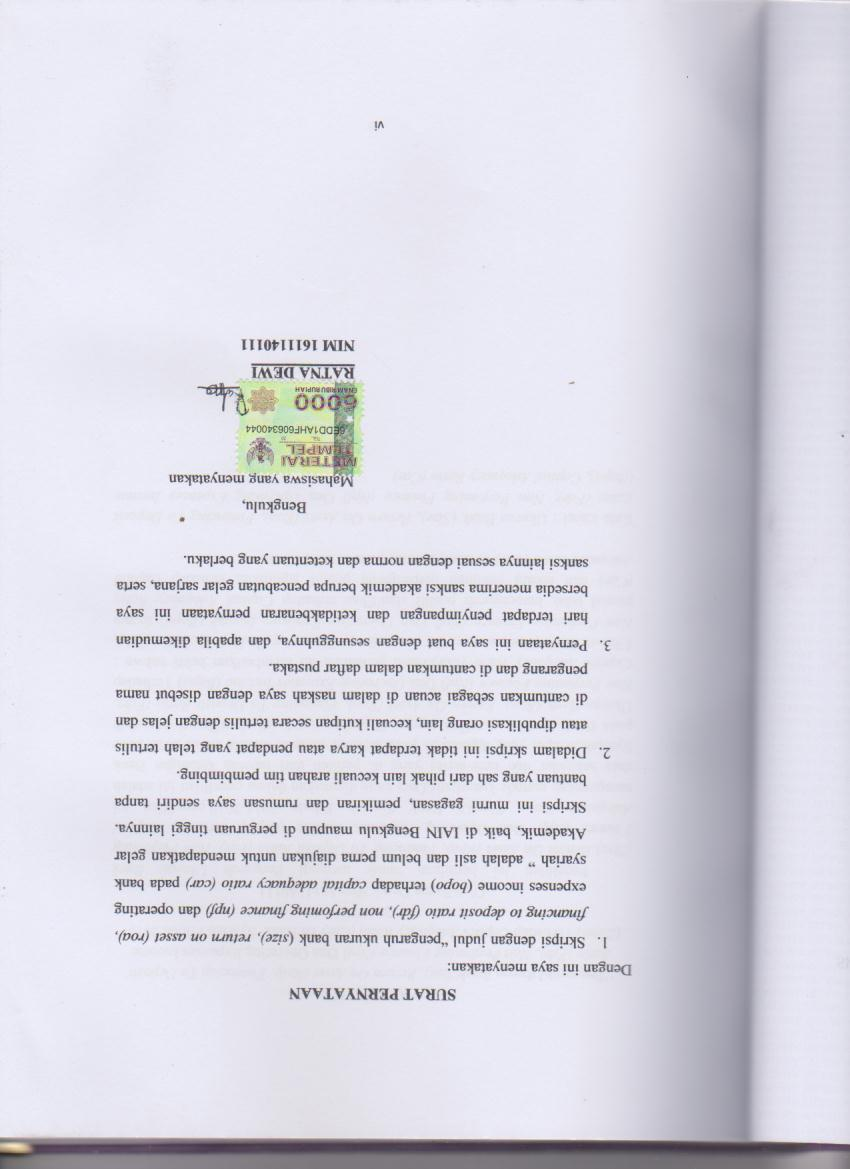 SURAT PERNYATAAN
Dengan ini saya menyatakan:
1. Skripsi dengan judul “pengaruh ukuran bank (size), return on asset (roa),
financing to deposit ratio (fdr), non perfoming finance (npf) dan operating
expenses income (bopo) terhadap capital adequacy ratio (car) pada bank
syariah ” adalah asli dan belum perna diajukan untuk mendapatkan gelar
Akademik, baik di IAIN Bengkulu maupun di perguruan tinggi lainnya.
Skripsi ini murni gagasan, pemikiran dan rumusan saya sendiri tanpa
bantuan yang sah dari pihak lain kecuali arahan tim pembimbing.
2. Didalam skripsi ini tidak terdapat karya atau pendapat yang telah tertulis
atau dipublikasi orang lain, kecuali kutipan secara tertulis dengan jelas dan
di cantumkan sebagai acuan di dalam naskah saya dengan disebut nama
pengarang dan di cantumkan dalam daftar pustaka.
3. Pernyataan ini saya buat dengan sesungguhnya, dan apabila dikemudian
hari terdapat penyimpangan dan ketidakbenaran pernyataan ini saya
bersedia menerima sanksi akademik berupa pencabutan gelar sarjana, serta
sanksi lainnya sesuai dengan norma dan ketentuan yang berlaku.
Bengkulu,
Mahasiswa yang menyatakan
METERAI
TEMPEL
6EDD1AHF606340044
6000
ENAM RIBU RUPIAH
RATNA DEWI
NIM 1611140111
vi